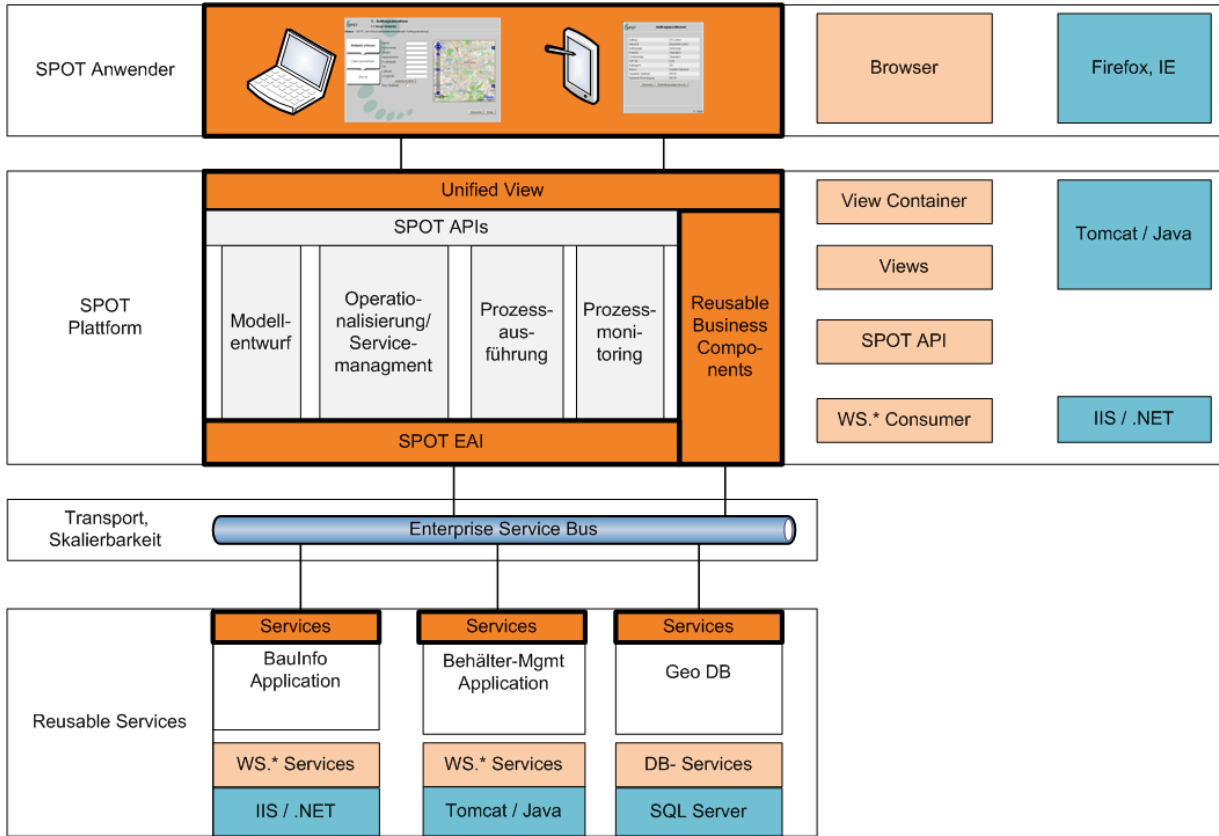 SPOT Anwender
Browser
Firefox, IE
SPOT
Plattform
Unified View
SPOT APIs
Modell-
entwurf
Operatio-
nalisierung/
Service-
managment
Prozess-
aus-
führung
Prozess-
moni-
toring
Reusable
Business
Compo-
nents
SPOT EAI
View Container
Views
SPOT API
WS.* Consumer
Tomcat / Java
IIS / .NET
Transport,
Skalierbarkeit
Enterprise Service Bus
Reusable Services
Services
BauInfo
Application
WS.* Services
IIS / .NET
Services
Behälter-Mgmt
Application
WS.* Services
Tomcat / Java
Services
Geo DB
DB- Services
SQL Server